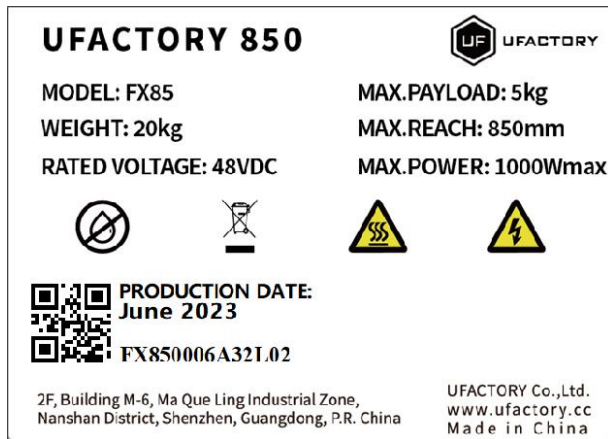 UFACTORY 850
UF UFACTORY
MODEL: FX85
MAX.PAYLOAD: 5kg
WEIGHT: 20kg
MAX.REACH: 850mm
RATED VOLTAGE: 48VDC
MAX.POWER: 1000Wmax
PRODUCTION DATE:
June 2023
FX850006A32L02
2F, Building M-6, Ma Que Ling Industrial Zone,
Nanshan District, Shenzhen, Guangdong, P.R. China
UFACTORY Co.,Ltd.
www.ufactory.cc
Made in China